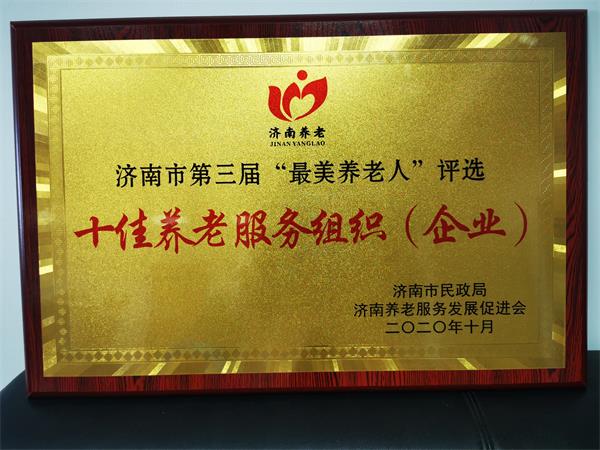 济南养老
JINAN YANGLAO
济南市第三届“最美养老人”评选
十佳养老服务组织（企业）
济南市民政局
济南养老服务发展促进会
二〇二〇年十月